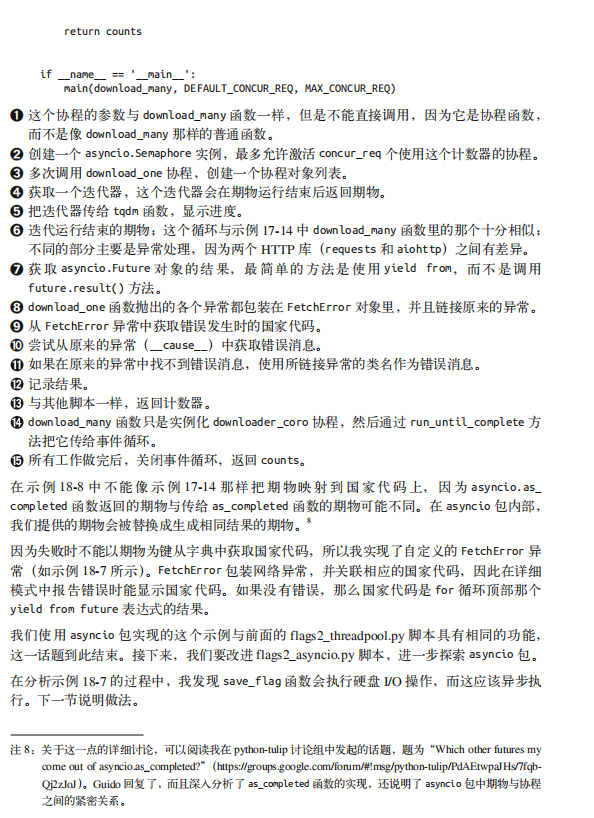 return counts
if __name__ == '__main__':
main(download_many, DEFAULT_CONCUR_REQ, MAX_CONCUR_REQ)
❶ 这个协程的参数与 download_many 函数一样，但是不能直接调用，因为它是协程函数，
而不是像 download_many 那样的普通函数。
❷ 创建一个 asyncio.Semaphore 实例，最多允许激活 concur_req 个使用这个计数器的协程。
❸ 多次调用 download_one 协程，创建一个协程对象列表。
❹ 获取一个迭代器，这个迭代器会在期物运行结束后返回期物。
❺ 把迭代器传给 tqdm 函数，显示进度。
❻ 迭代运行结束的期物；这个循环与示例 17-14 中 download_many 函数里的那个十分相似；
不同的部分主要是异常处理，因为两个 HTTP 库（requests 和 aiohttp）之间有差异。
❼ 获取 asyncio.Future 对象的结果，最简单的方法是使用 yield from，而不是调用
future.result() 方法。
❽ download_one 函数抛出的各个异常都包装在 FetchError 对象里，并且链接原来的异常。
❾ 从 FetchError 异常中获取错误发生时的国家代码。
❿ 尝试从原来的异常（__cause__）中获取错误消息。
⓫ 如果在原来的异常中找不到错误消息，使用所链接异常的类名作为错误消息。
⓬ 记录结果。
⓭ 与其他脚本一样，返回计数器。
⓮ download_many 函数只是实例化 downloader_coro 协程，然后通过 run_until_complete 方
法把它传给事件循环。
⓯ 所有工作做完后，关闭事件循环，返回 counts。
在示例 18-8 中不能像示例 17-14 那样把期物映射到国家代码上，因为 asyncio.as_
completed 函数返回的期物与传给 as_completed 函数的期物可能不同。在 asyncio 包内部，
我们提供的期物会被替换成生成相同结果的期物。8
因为失败时不能以期物为键从字典中获取国家代码，所以我实现了自定义的 FetchError 异
常（如示例 18-7 所示）。FetchError 包装网络异常，并关联相应的国家代码，因此在详细
模式中报告错误时能显示国家代码。如果没有错误，那么国家代码是 for 循环顶部那个
yield from future 表达式的结果。
我们使用 asyncio 包实现的这个示例与前面的 flags2_threadpool.py 脚本具有相同的功能，
这一话题到此结束。接下来，我们要改进 flags2_asyncio.py 脚本，进一步探索 asyncio 包。
在分析示例 18-7 的过程中，我发现 save_flag 函数会执行硬盘 I/O 操作，而这应该异步执
行。下一节说明做法。
注 8：关于这一点的详细讨论，可以阅读我在 python-tulip 讨论组中发起的话题，题为“Which other futures my
come out of asyncio.as_completed?”（https://groups.google.com/forum/#!msg/python-tulip/PdAEtwpaJHs/7fqb-
Qj2zJoJ）。Guido 回复了，而且深入分析了 as_completed 函数的实现，还说明了 asyncio 包中期物与协程
之间的紧密关系。